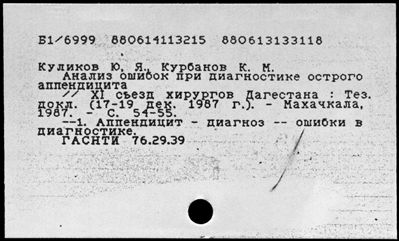 Б1/6999 880614113215 880613133118
Куликов Ю. Я., Курбанов К. М.
Анализ ошибок при диагностике острого
аппендицита
// XI съезд хирургов Дагестана : Тез.
докл. (17-19 дек. 1987 г.). - Махачкала,
1987. - С. 54-55.
--1. Аппендицит - диагноз -- ошибки в
диагностике.
ГАСНТИ 76.29.39